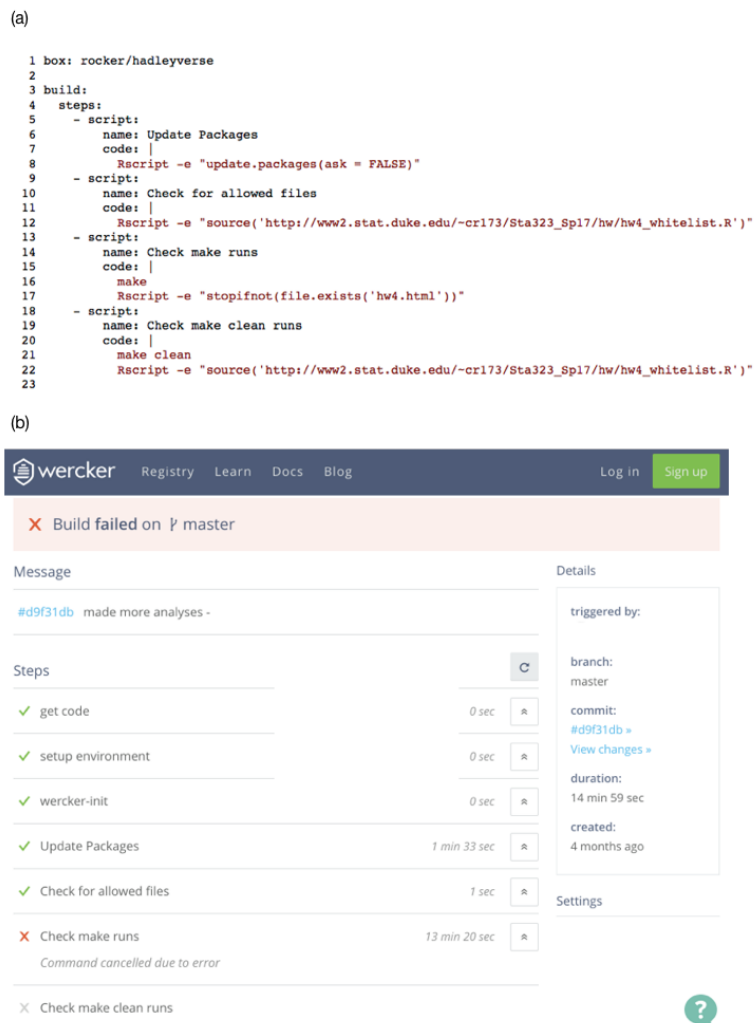 (a)
1 box: rocker/hadleyverse
2
3 build:
4   steps:
5     - script:
6         name: Update Packages
7         code: |
8           Rscript -e "update.packages(ask = FALSE)"
9     - script:
10         name: Check for allowed files
11         code: |
12           Rscript -e "source('http://www2.stat.duke.edu/~cr173/Sta323_Sp17/hw/hw4_whitelist.R')"
13     - script:
14         name: Check make runs
15         code: |
16           make
17           Rscript -e "stopifnot(file.exists('hw4.html'))"
18     - script:
19         name: Check make clean runs
20         code: |
21           make clean
22           Rscript -e "source('http://www2.stat.duke.edu/~cr173/Sta323_Sp17/hw/hw4_whitelist.R')"
23
(b)
wercker Registry Learn Docs Blog Log in Sign up
Build failed on master
Message
#d9f31db made more analyses -
Steps
get code 0 sec
setup environment 0 sec
wercker-init 0 sec
Update Packages 1 min 33 sec
Check for allowed files 1 sec
Check make runs 13 min 20 sec
Command cancelled due to error
Check make clean runs
Details
triggered by:
branch:
master
commit:
#d9f31db »
View changes »
duration:
14 min 59 sec
created:
4 months ago
Settings
?